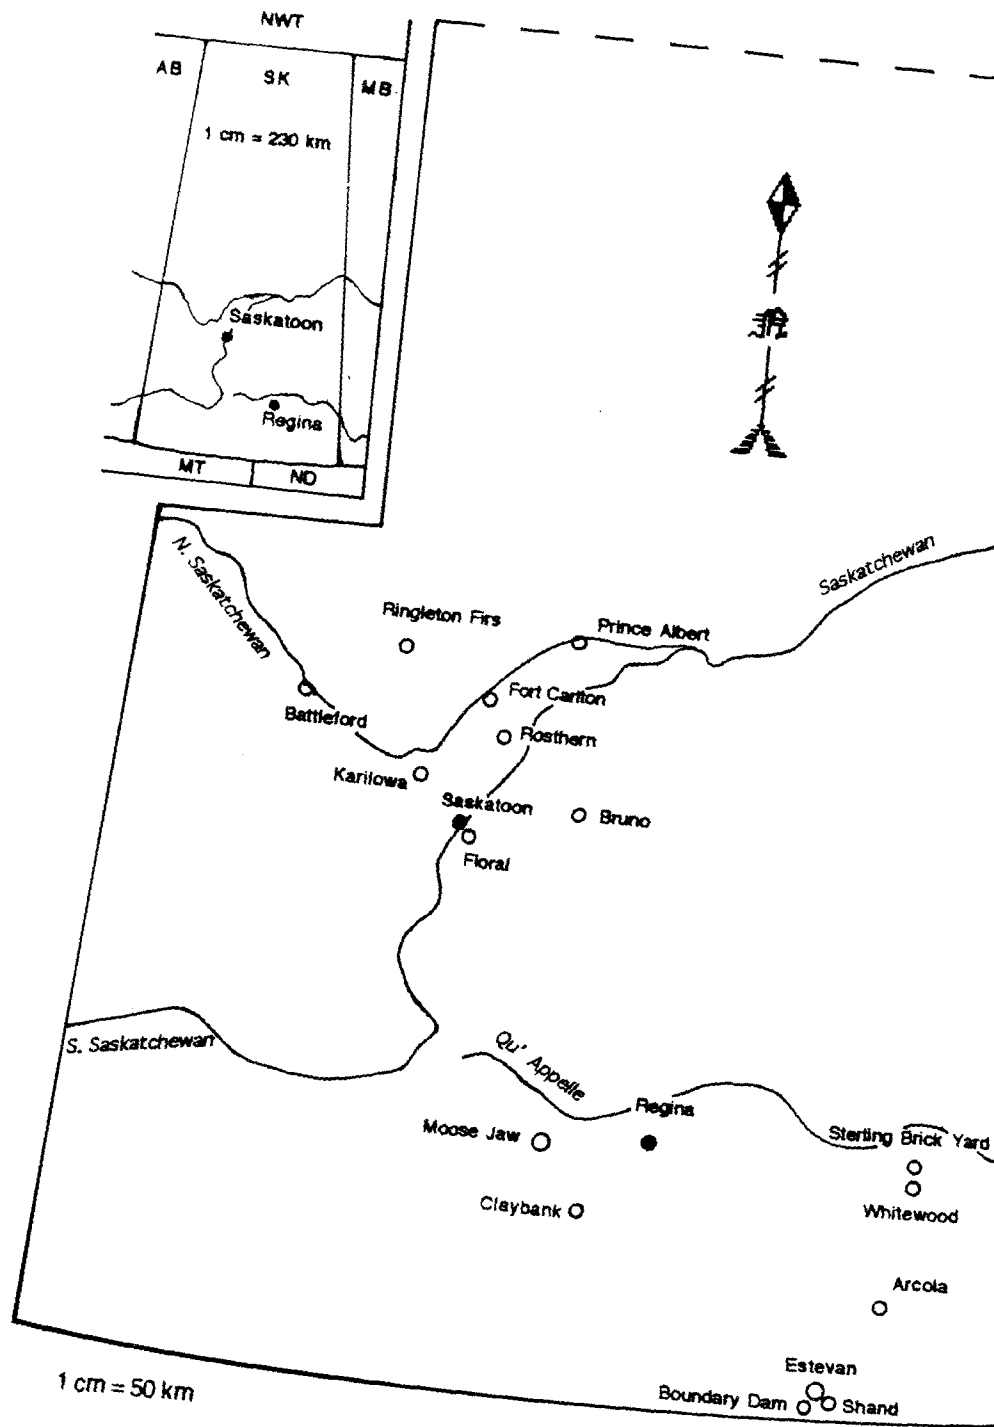 NWT
AB
SK
MB
1 cm = 230 km
Saskatoon
Regina
MT
ND
N. Saskatchewan
Saskatchewan
Ringleton Firs
Prince Albert
Fort Carlton
Battleford
Rosthern
Karilowa
Saskatoon
Bruno
Floral
S. Saskatchewan
Qu' Appelle
Regina
Moose Jaw
Sterling Brick Yard
Claybank
Whitewood
Arcola
Estevan
Boundary Dam
Shand
1 cm = 50 km